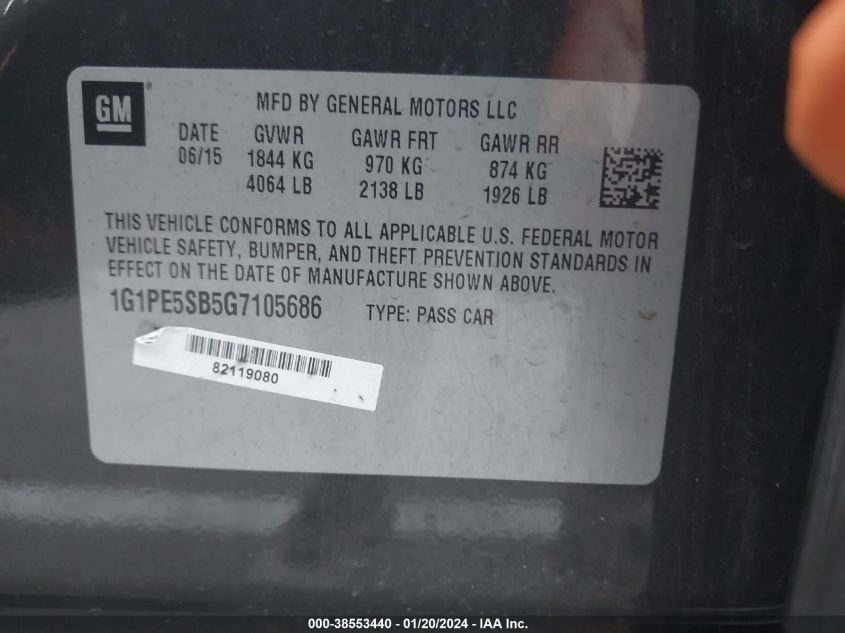 GM ®
MFD BY GENERAL MOTORS LLC
DATE GVWR GAWR FRT GAWR RR
06/15 1844 KG 970 KG 874 KG
4064 LB 2138 LB 1926 LB
THIS VEHICLE CONFORMS TO ALL APPLICABLE U.S. FEDERAL MOTOR
VEHICLE SAFETY, BUMPER, AND THEFT PREVENTION STANDARDS IN
EFFECT ON THE DATE OF MANUFACTURE SHOWN ABOVE.
1G1PE5SB5G7105686 TYPE: PASS CAR
82119080
000-38553440 - 01/20/2024 - IAA Inc.